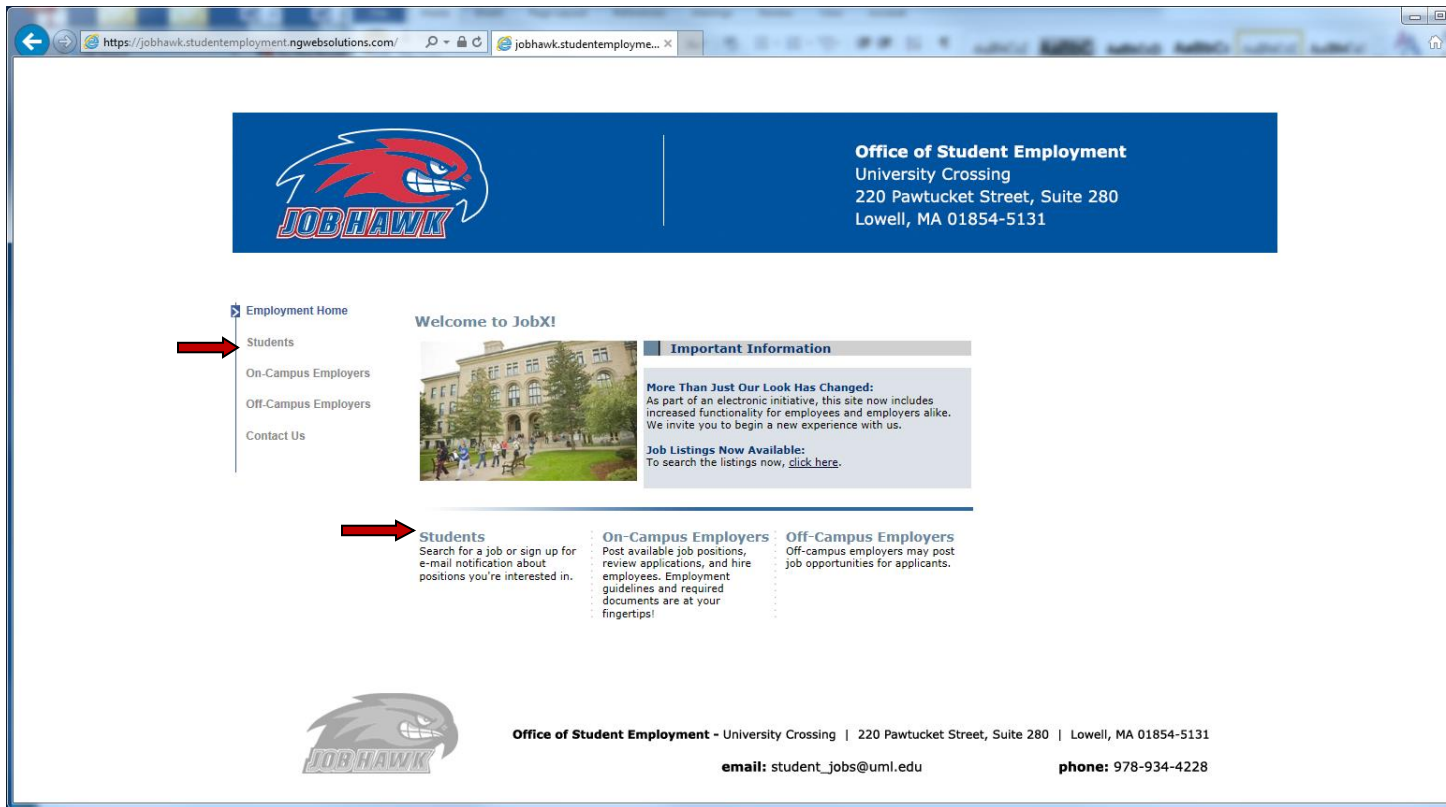 https://jobhawk.studentemployment.ngwebsolutions.com/
jobhawk.studentemployme...
JOB HAWK
Office of Student Employment
University Crossing
220 Pawtucket Street, Suite 280
Lowell, MA 01854-5131
Employment Home
Students
On-Campus Employers
Off-Campus Employers
Contact Us
Welcome to JobX!
Important Information
More Than Just Our Look Has Changed:
As part of an electronic initiative, this site now includes
increased functionality for employees and employers alike.
We invite you to begin a new experience with us.
Job Listings Now Available:
To search the listings now, click here.
Students
Search for a job or sign up for
e-mail notification about
positions you're interested in.
On-Campus Employers
Post available job positions,
review applications, and hire
employees. Employment
guidelines and required
documents are at your
fingertips!
Off-Campus Employers
Off-campus employers may post
job opportunities for applicants.
JOB HAWK
Office of Student Employment - University Crossing | 220 Pawtucket Street, Suite 280 | Lowell, MA 01854-5131
email: student_jobs@uml.edu phone: 978-934-4228